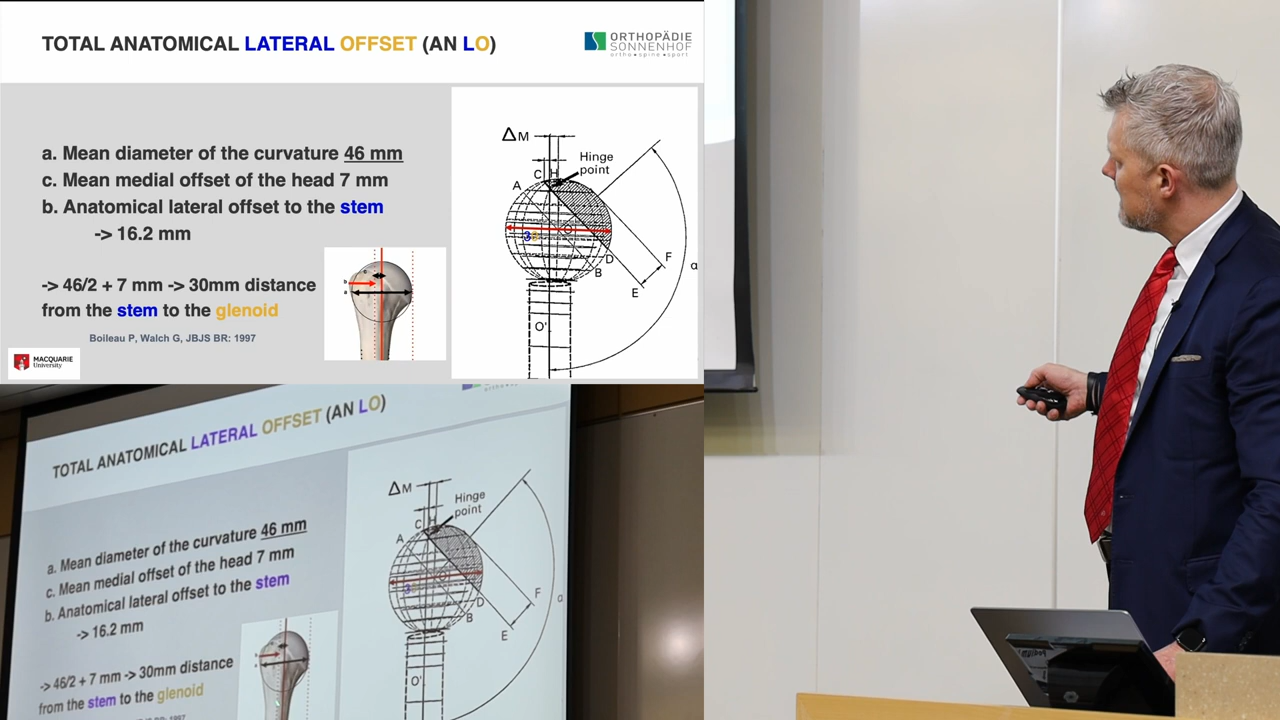 TOTAL ANATOMICAL LATERAL OFFSET (AN LO)
ORTHOPÄDIE
SONNENHOF
ortho • spine • sport
a. Mean diameter of the curvature 46 mm
c. Mean medial offset of the head 7 mm
b. Anatomical lateral offset to the stem
-> 16.2 mm
-> 46/2 + 7 mm -> 30mm distance
from the stem to the glenoid
Boileau P, Walch G, JBJS BR: 1997
MACQUARIE
University
ΔM
Hinge
point
C H
A
O
30
D
B
F
E
α
O'
b
a
c
TOTAL ANATOMICAL LATERAL OFFSET (AN LO)
a. Mean diameter of the curvature 46 mm
c. Mean medial offset of the head 7 mm
b. Anatomical lateral offset to the stem
-> 16.2 mm
-> 46/2 + 7 mm -> 30mm distance
from the stem to the glenoid
ΔM
Hinge
point
C H
A
D
B
F
E
α
O'